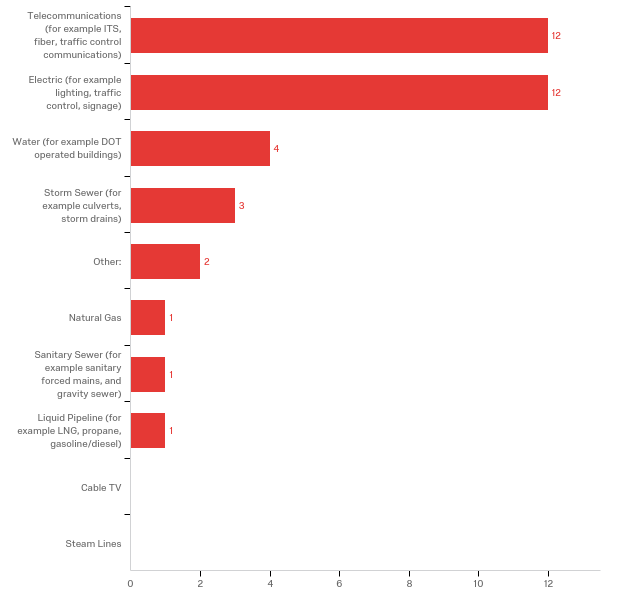 Telecommunications
(for example ITS,
fiber, traffic control
communications)
12
Electric (for example
lighting, traffic
control, signage)
12
Water (for example DOT
operated buildings)
4
Storm Sewer (for
example culverts,
storm drains)
3
Other:
2
Natural Gas
1
Sanitary Sewer (for
example sanitary
forced mains, and
gravity sewer)
1
Liquid Pipeline (for
example LNG, propane,
gasoline/diesel)
1
Cable TV
Steam Lines
0 2 4 6 8 10 12